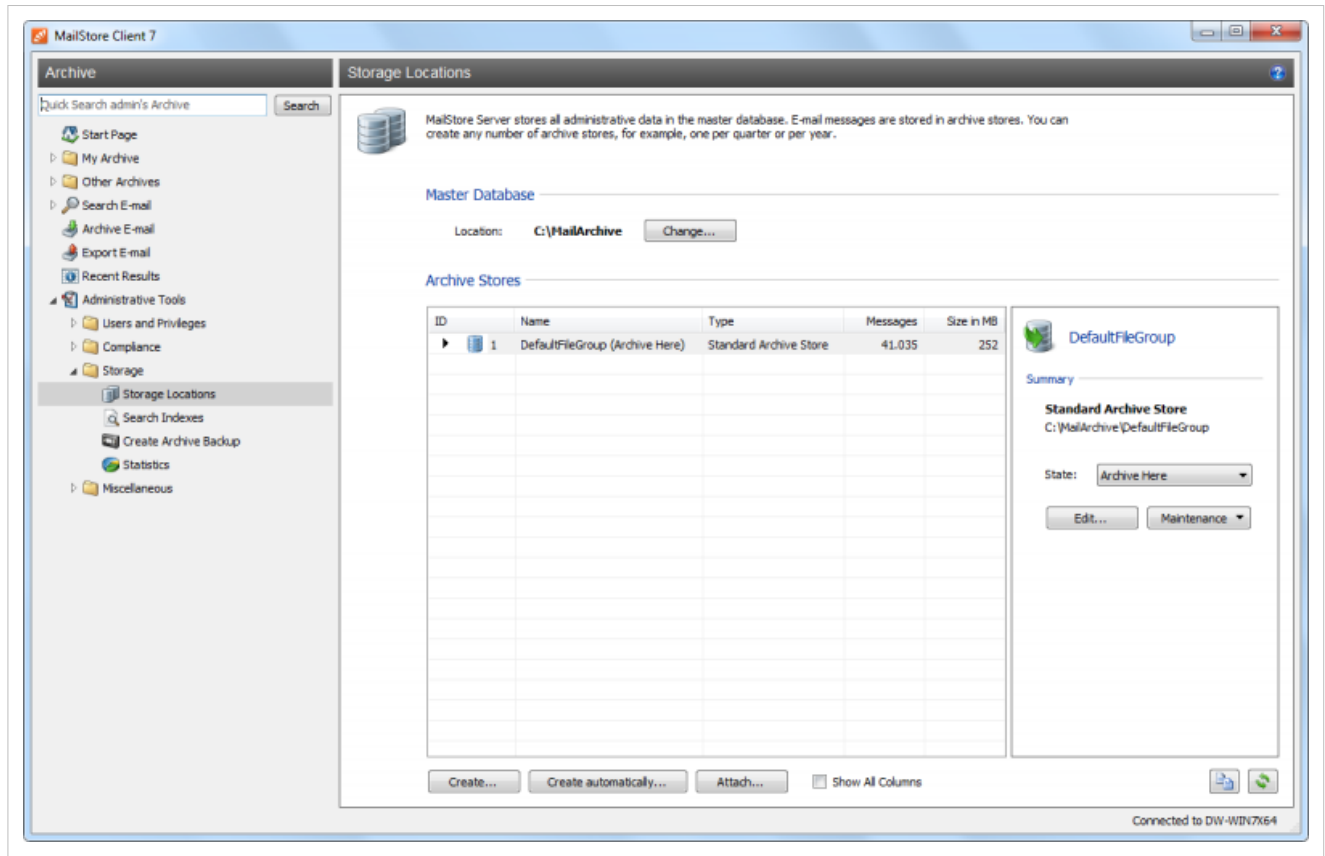 MailStore Client 7
Archive
Quick Search admin's Archive
Search
Start Page
My Archive
Other Archives
Search E-mail
Archive E-mail
Export E-mail
Recent Results
Administrative Tools
Users and Privileges
Compliance
Storage
Storage Locations
Search Indexes
Create Archive Backup
Statistics
Miscellaneous
Storage Locations
MailStore Server stores all administrative data in the master database. E-mail messages are stored in archive stores. You can
create any number of archive stores, for example, one per quarter or per year.
Master Database
Location: C:\MailArchive Change...
Archive Stores
ID Name Type Messages Size in MB
1 DefaultFileGroup (Archive Here) Standard Archive Store 41.035 252
DefaultFileGroup
Summary
Standard Archive Store
C:\MailArchive\DefaultFileGroup
State: Archive Here
Edit... Maintenance
Create... Create automatically... Attach... Show All Columns
Connected to DW-WIN7X64